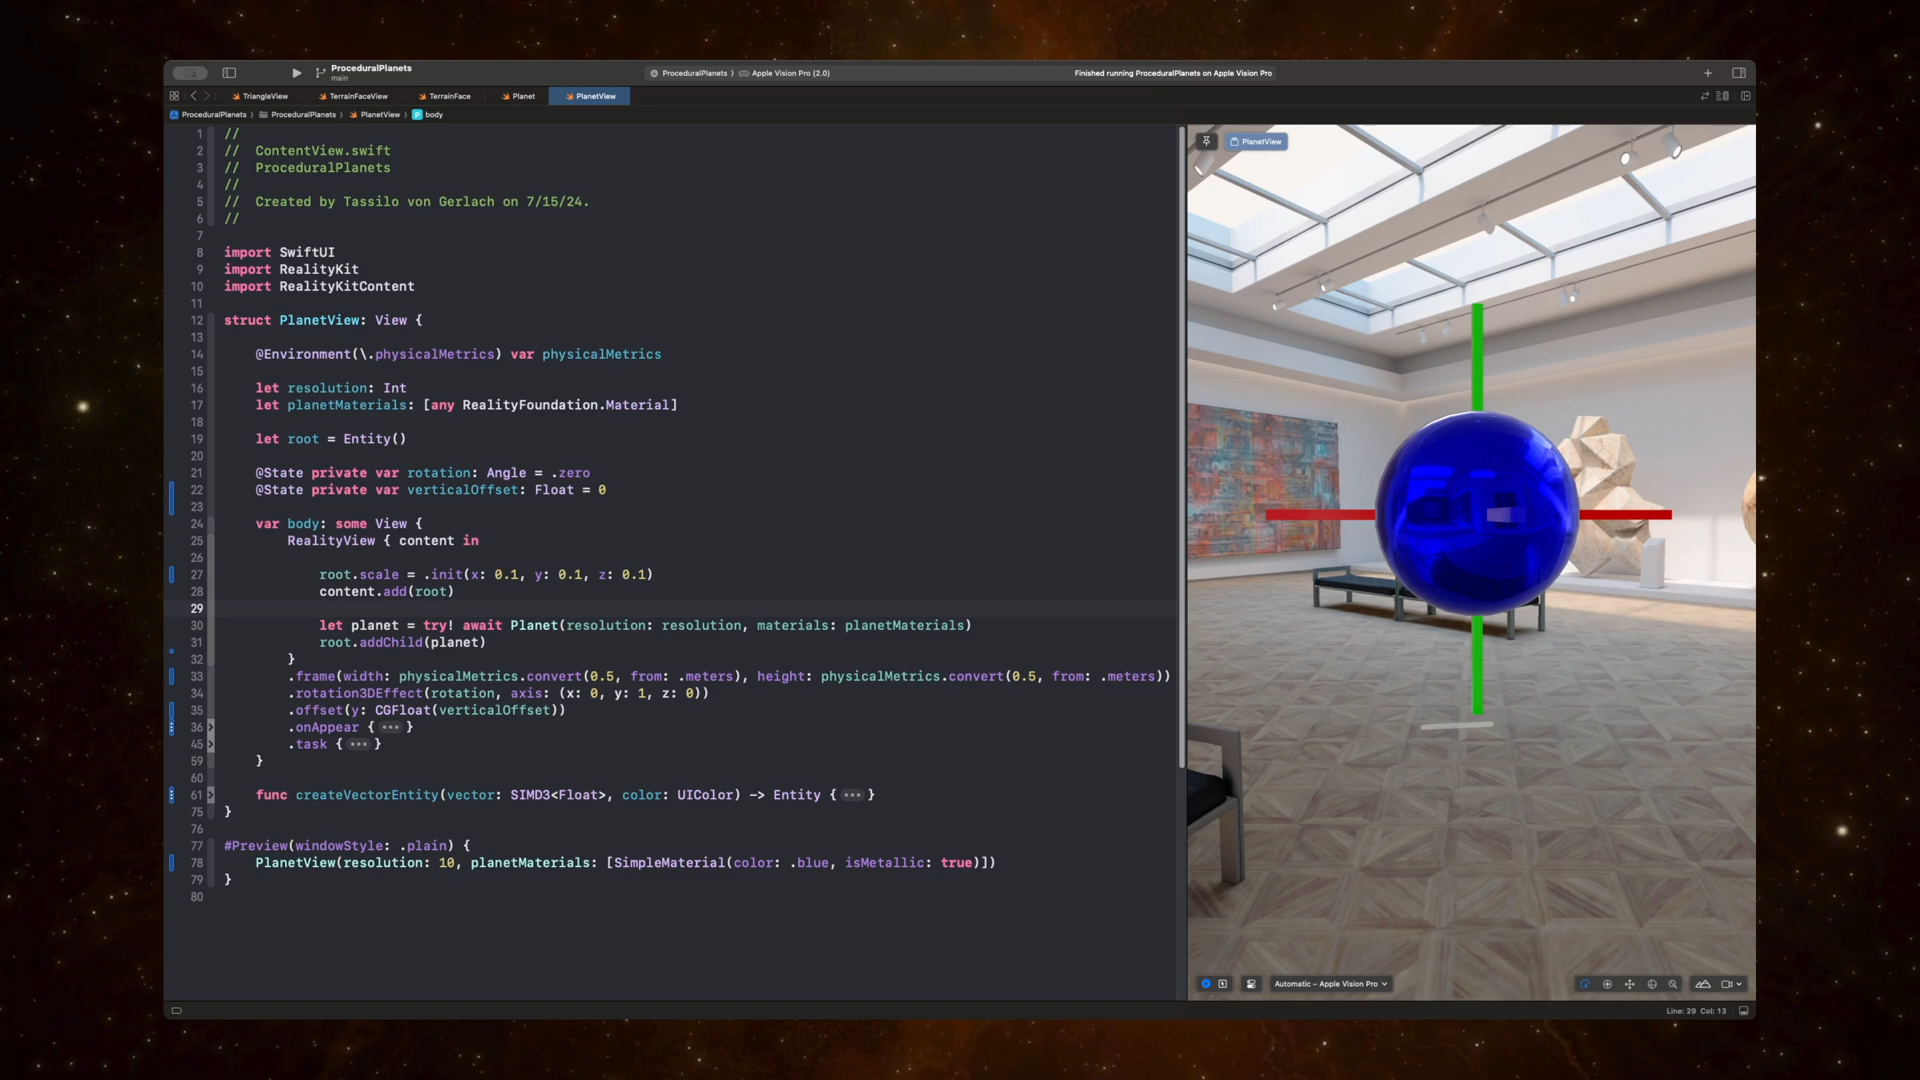 ProceduralPlanets
main
ProceduralPlanets
Apple Vision Pro (2.0)
Finished running ProceduralPlanets on Apple Vision Pro
TriangleView
TerrainFaceView
TerrainFace
Planet
PlanetView
ProceduralPlanets
ProceduralPlanets
PlanetView
P body
1 //
2 // ContentView.swift
3 // ProceduralPlanets
4 //
5 // Created by Tassilo von Gerlach on 7/15/24.
6 //
7
8 import SwiftUI
9 import RealityKit
10 import RealityKitContent
11
12 struct PlanetView: View {
13
14 @Environment(\.physicalMetrics) var physicalMetrics
15
16 let resolution: Int
17 let planetMaterials: [any RealityFoundation.Material]
18
19 let root = Entity()
20
21 @State private var rotation: Angle = .zero
22 @State private var verticalOffset: Float = 0
23
24 var body: some View {
25 RealityView { content in
26
27 root.scale = .init(x: 0.1, y: 0.1, z: 0.1)
28 content.add(root)
29
30 let planet = try! await Planet(resolution: resolution, materials: planetMaterials)
31 root.addChild(planet)
32 }
33 .frame(width: physicalMetrics.convert(0.5, from: .meters), height: physicalMetrics.convert(0.5, from: .meters))
34 .rotation3DEffect(rotation, axis: (x: 0, y: 1, z: 0))
35 .offset(y: CGFloat(verticalOffset))
36 .onAppear { ••• }
45 .task { ••• }
59 }
60
61 func createVectorEntity(vector: SIMD3<Float>, color: UIColor) -> Entity { ••• }
75 }
76
77 #Preview(windowStyle: .plain) {
78 PlanetView(resolution: 10, planetMaterials: [SimpleMaterial(color: .blue, isMetallic: true)])
79 }
80
PlanetView
Automatic – Apple Vision Pro
Line: 29 Col: 13